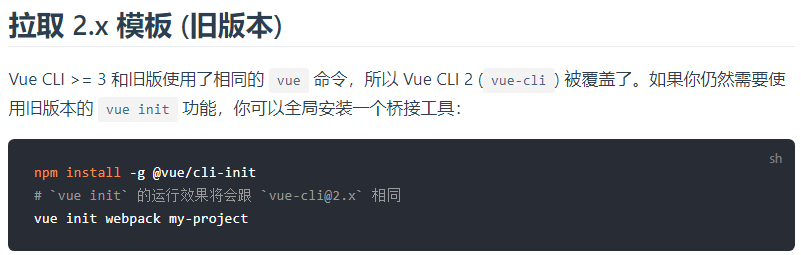 拉取 2.x 模板 (旧版本)
Vue CLI >= 3 和旧版使用了相同的 vue 命令，所以 Vue CLI 2 (vue-cli) 被覆盖了。如果你仍然需要使
用旧版本的 vue init 功能，你可以全局安装一个桥接工具：
sh
npm install -g @vue/cli-init
# `vue init` 的运行效果将会跟 `vue-cli@2.x` 相同
vue init webpack my-project